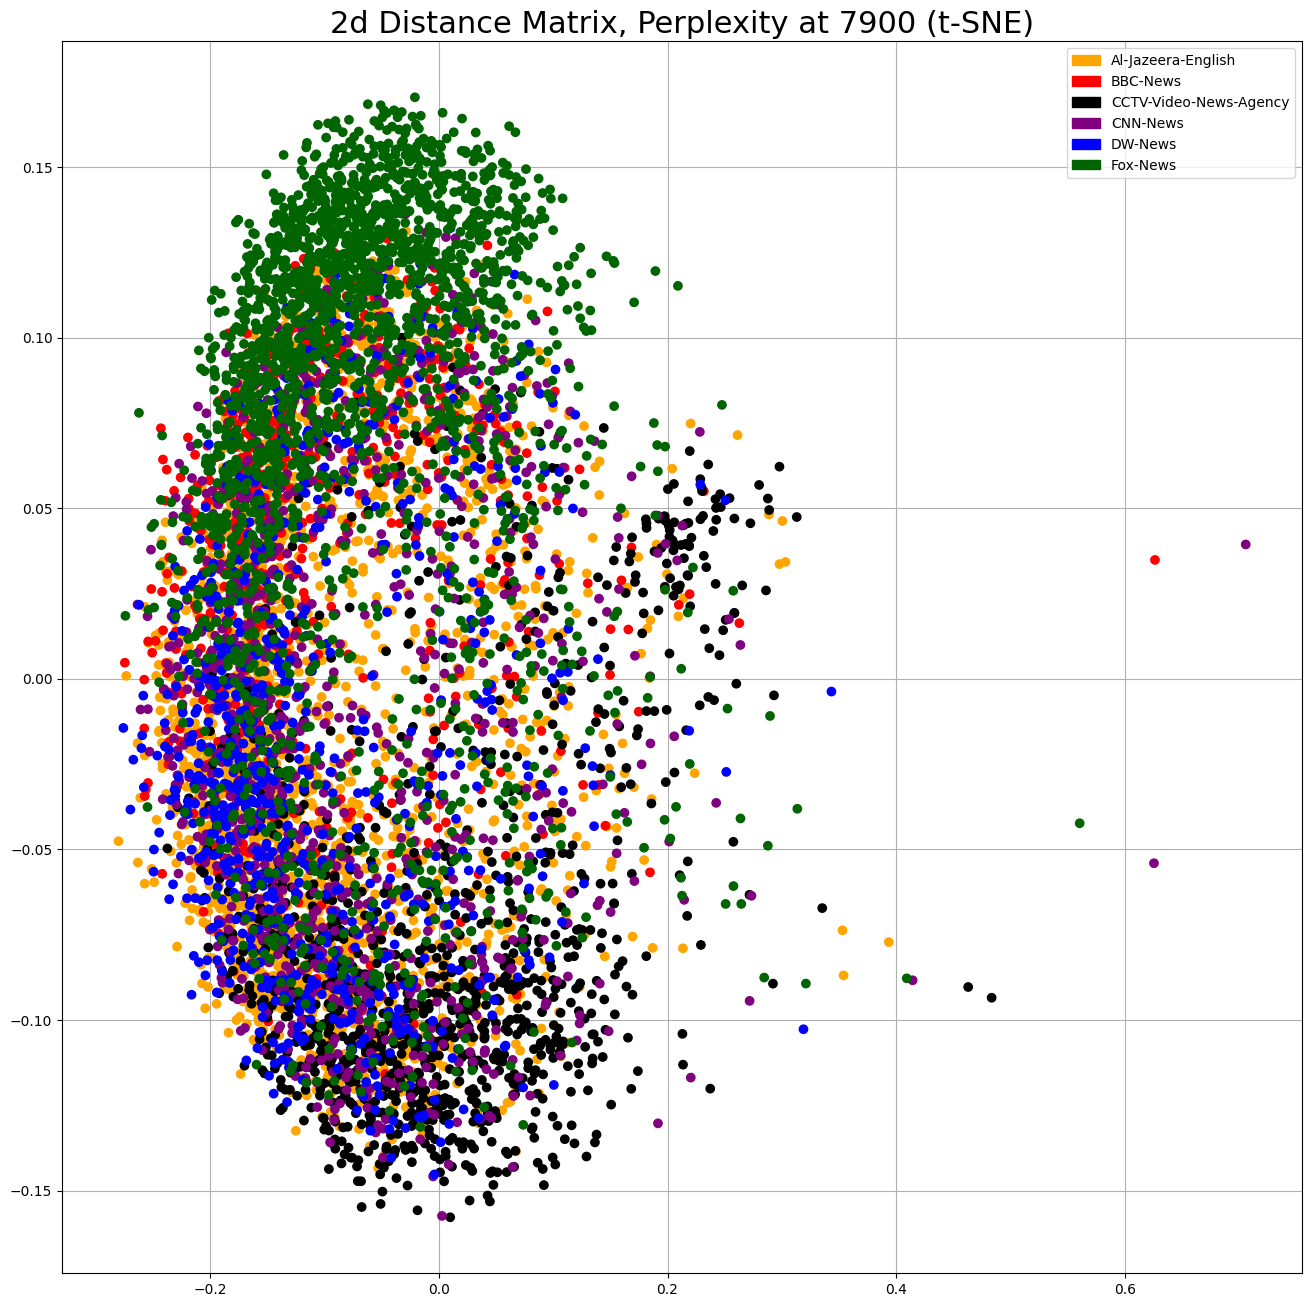 2d Distance Matrix, Perplexity at 7900 (t-SNE)
Al-Jazeera-English
BBC-News
CCTV-Video-News-Agency
CNN-News
DW-News
Fox-News
0.15
0.10
0.05
0.00
−0.05
−0.10
−0.15
−0.2
0.0
0.2
0.4
0.6